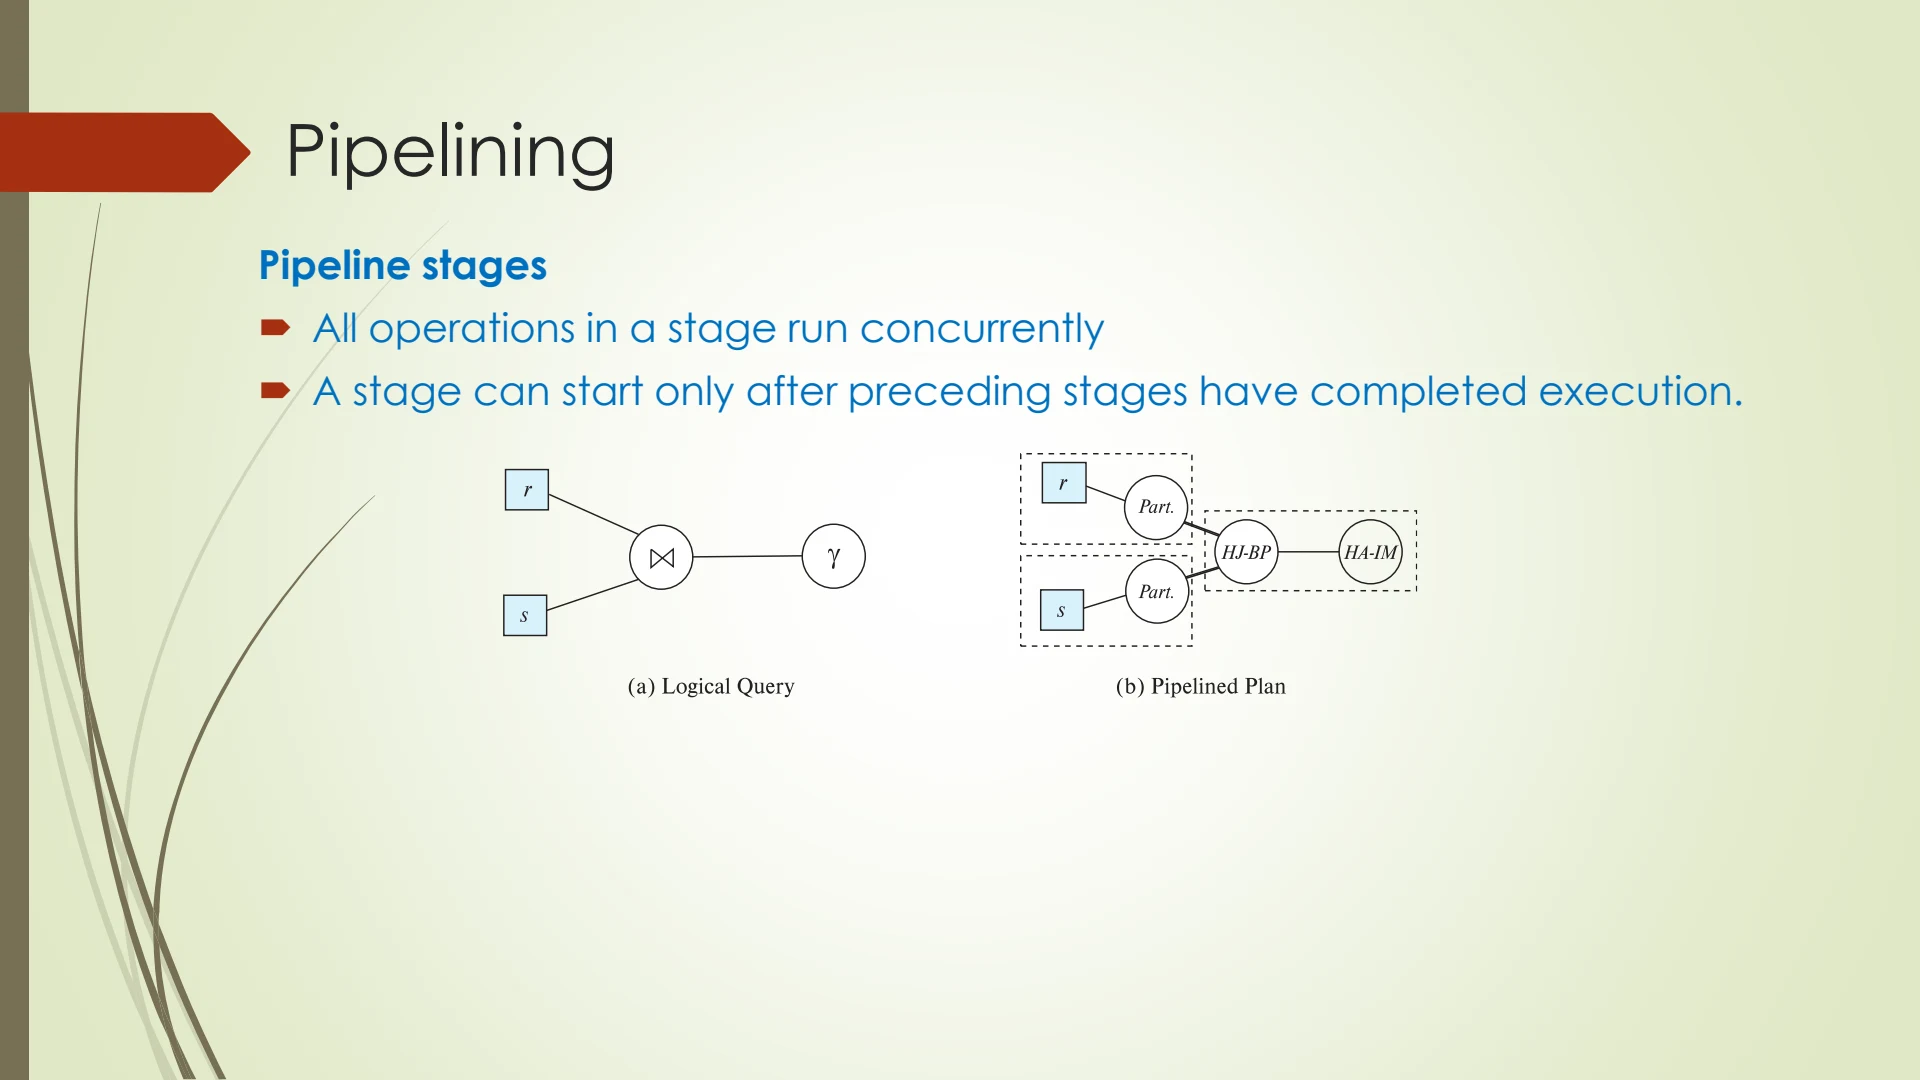 Pipelining
Pipeline stages
All operations in a stage run concurrently
A stage can start only after preceding stages have completed execution.
r
s
⋈
γ
(a) Logical Query
r
Part.
s
Part.
HJ-BP
HA-IM
(b) Pipelined Plan